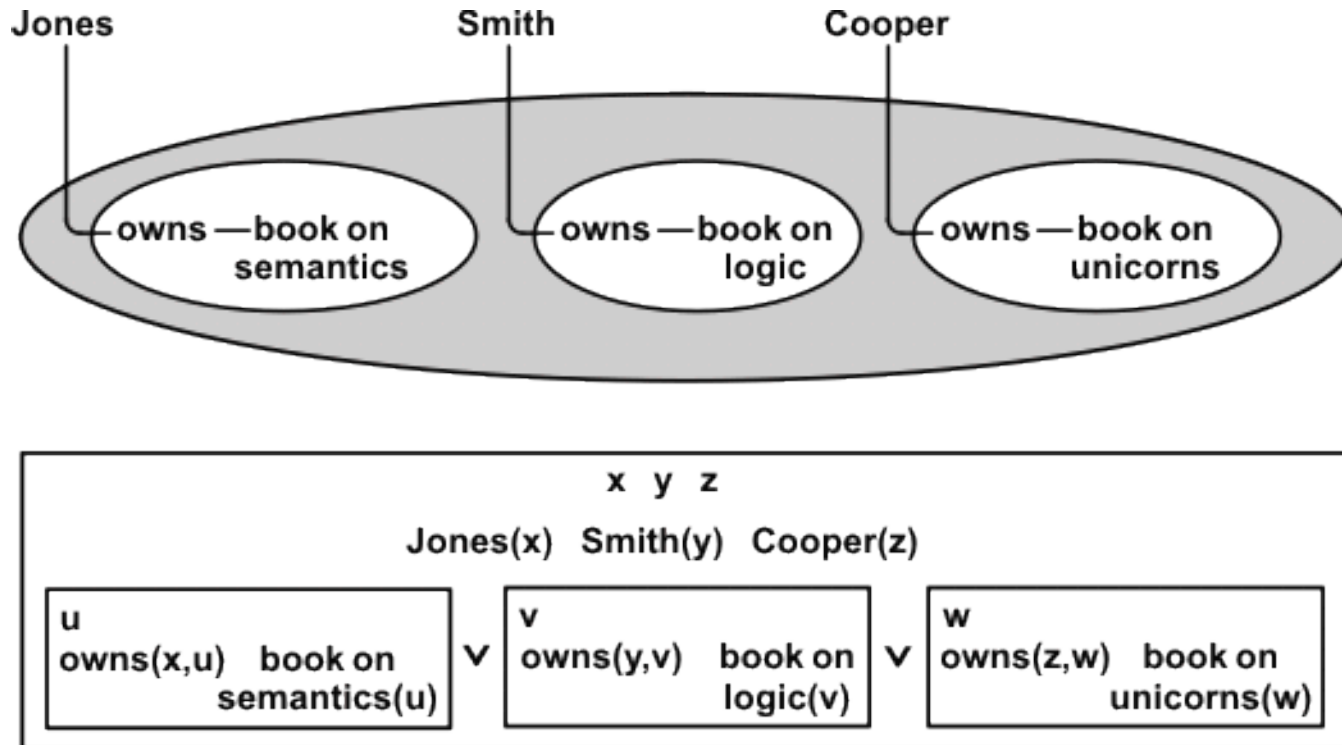 Jones Smith Cooper
owns book on owns book on owns book on
semantics logic unicorns
x y z
Jones(x) Smith(y) Cooper(z)
u v w
owns(x,u) book on ∨ owns(y,v) book on ∨ owns(z,w) book on
semantics(u) logic(v) unicorns(w)